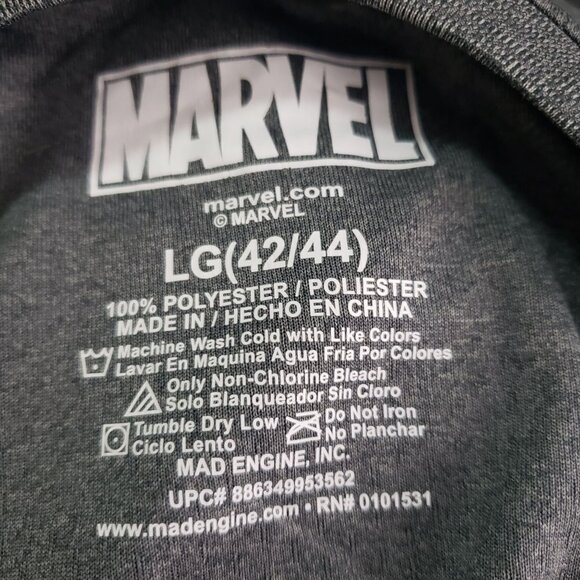 MARVEL
marvel.com
© MARVEL
LG(42/44)
100% POLYESTER / POLIESTER
MADE IN / HECHO EN CHINA
Machine Wash Cold with Like Colors
Lavar En Maquina Agua Fria Por Colores
Only Non-Chlorine Bleach
Solo Blanqueador Sin Cloro
Tumble Dry Low
Ciclo Lento
Do Not Iron
No Planchar
MAD ENGINE, INC.
UPC# 886349953562
www.madengine.com • RN# 0101531